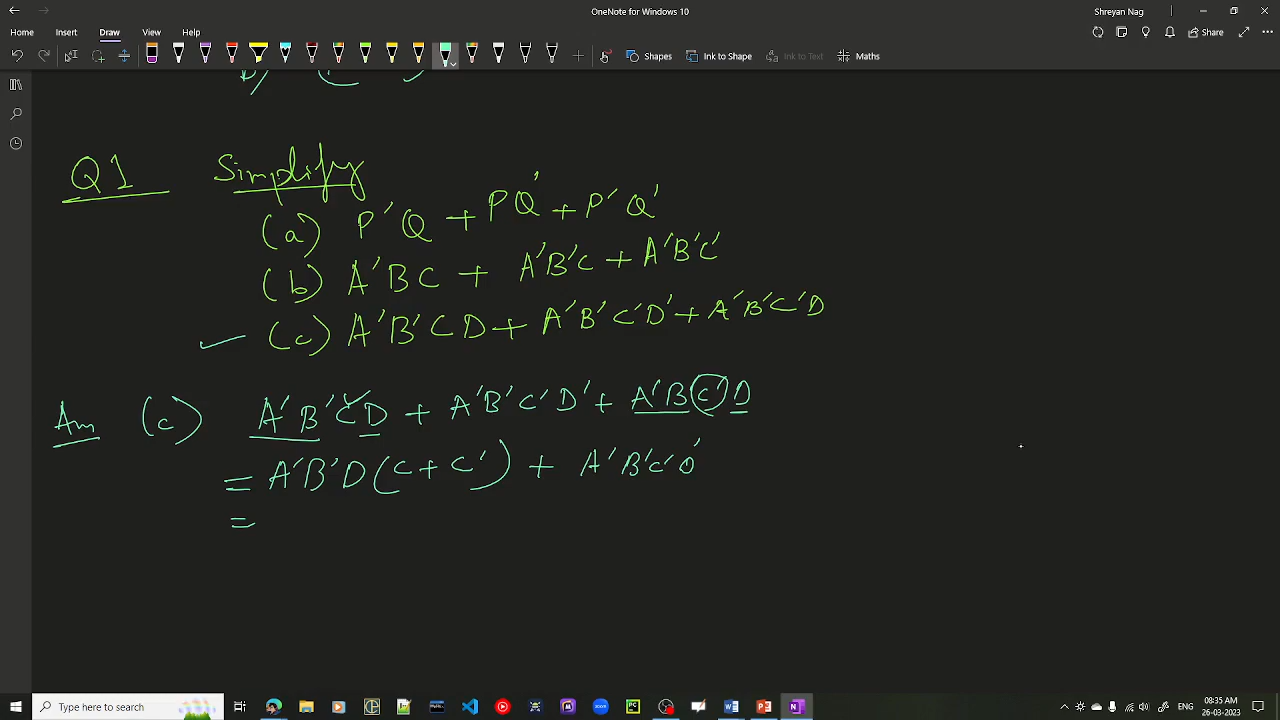 OneNote for Windows 10
Shreyan Nag
Home Insert Draw View Help
Share
Shapes Ink to Shape Ink to Text Maths
Q1 Simplify
(a) P'Q + PQ' + P'Q'
(b) A'BC + A'B'C + A'B'C'
(c) A'B'CD + A'B'C'D' + A'B'C'D
Ans (c) A'B'CD + A'B'C'D' + A'B C' D
= A'B'D(C+C') + A'B'C'D'
=
Type here to search
ENG
08:35 AM
26-03-2023